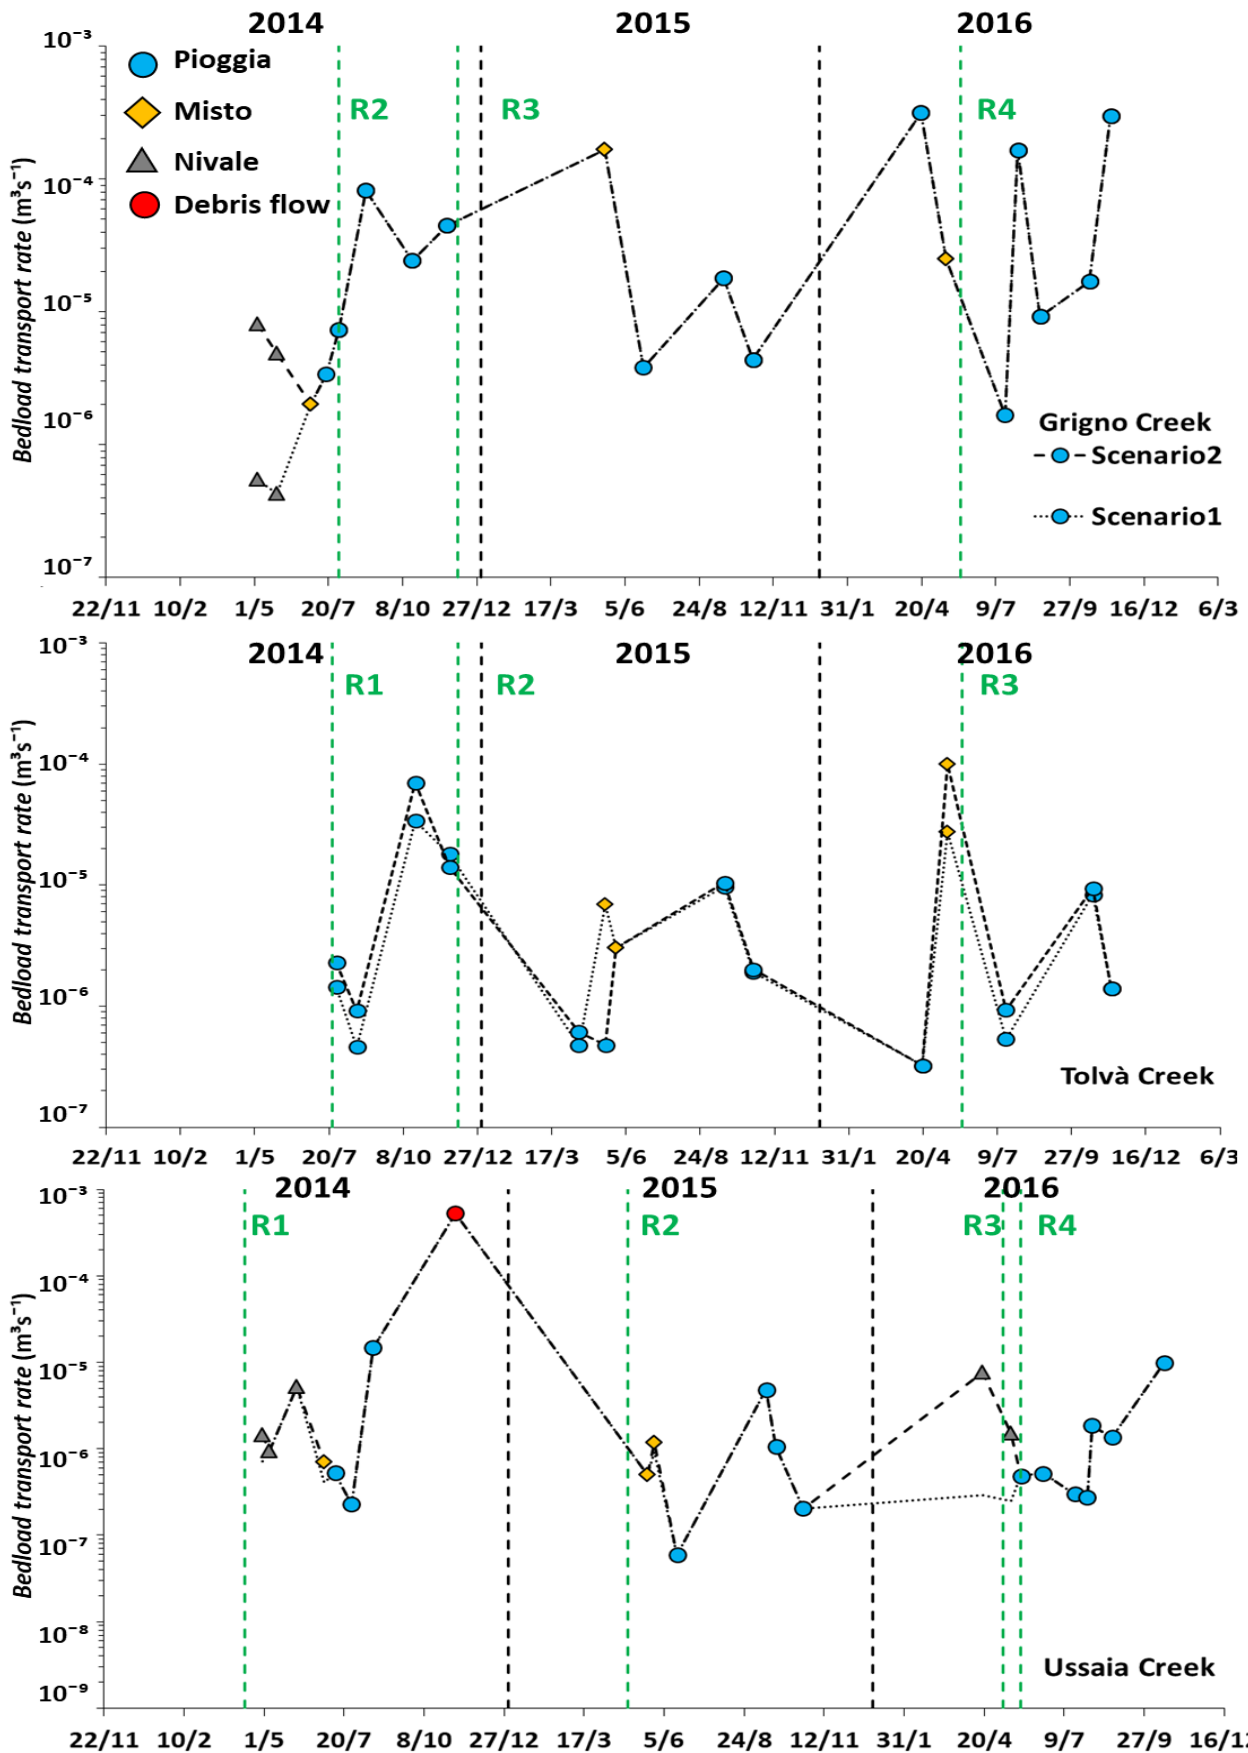 2014 2015 2016
10⁻³
Pioggia
Misto
Nivale
Debris flow
R2 R3 R4
10⁻⁴
10⁻⁵
10⁻⁶
10⁻⁷
Bedload transport rate (m³s⁻¹)
Grigno Creek
Scenario2
Scenario1
22/11 10/2 1/5 20/7 8/10 27/12 17/3 5/6 24/8 12/11 31/1 20/4 9/7 27/9 16/12 6/3
2014 2015 2016
R1 R2 R3
10⁻³
10⁻⁴
10⁻⁵
10⁻⁶
10⁻⁷
Bedload transport rate (m³s⁻¹)
Tolvà Creek
22/11 10/2 1/5 20/7 8/10 27/12 17/3 5/6 24/8 12/11 31/1 20/4 9/7 27/9 16/12 6/3
2014 2015 2016
R1 R2 R3 R4
10⁻³
10⁻⁴
10⁻⁵
10⁻⁶
10⁻⁷
10⁻⁸
10⁻⁹
Bedload transport rate (m³s⁻¹)
Ussaia Creek
22/11 10/2 1/5 20/7 8/10 27/12 17/3 5/6 24/8 12/11 31/1 20/4 9/7 27/9 16/12